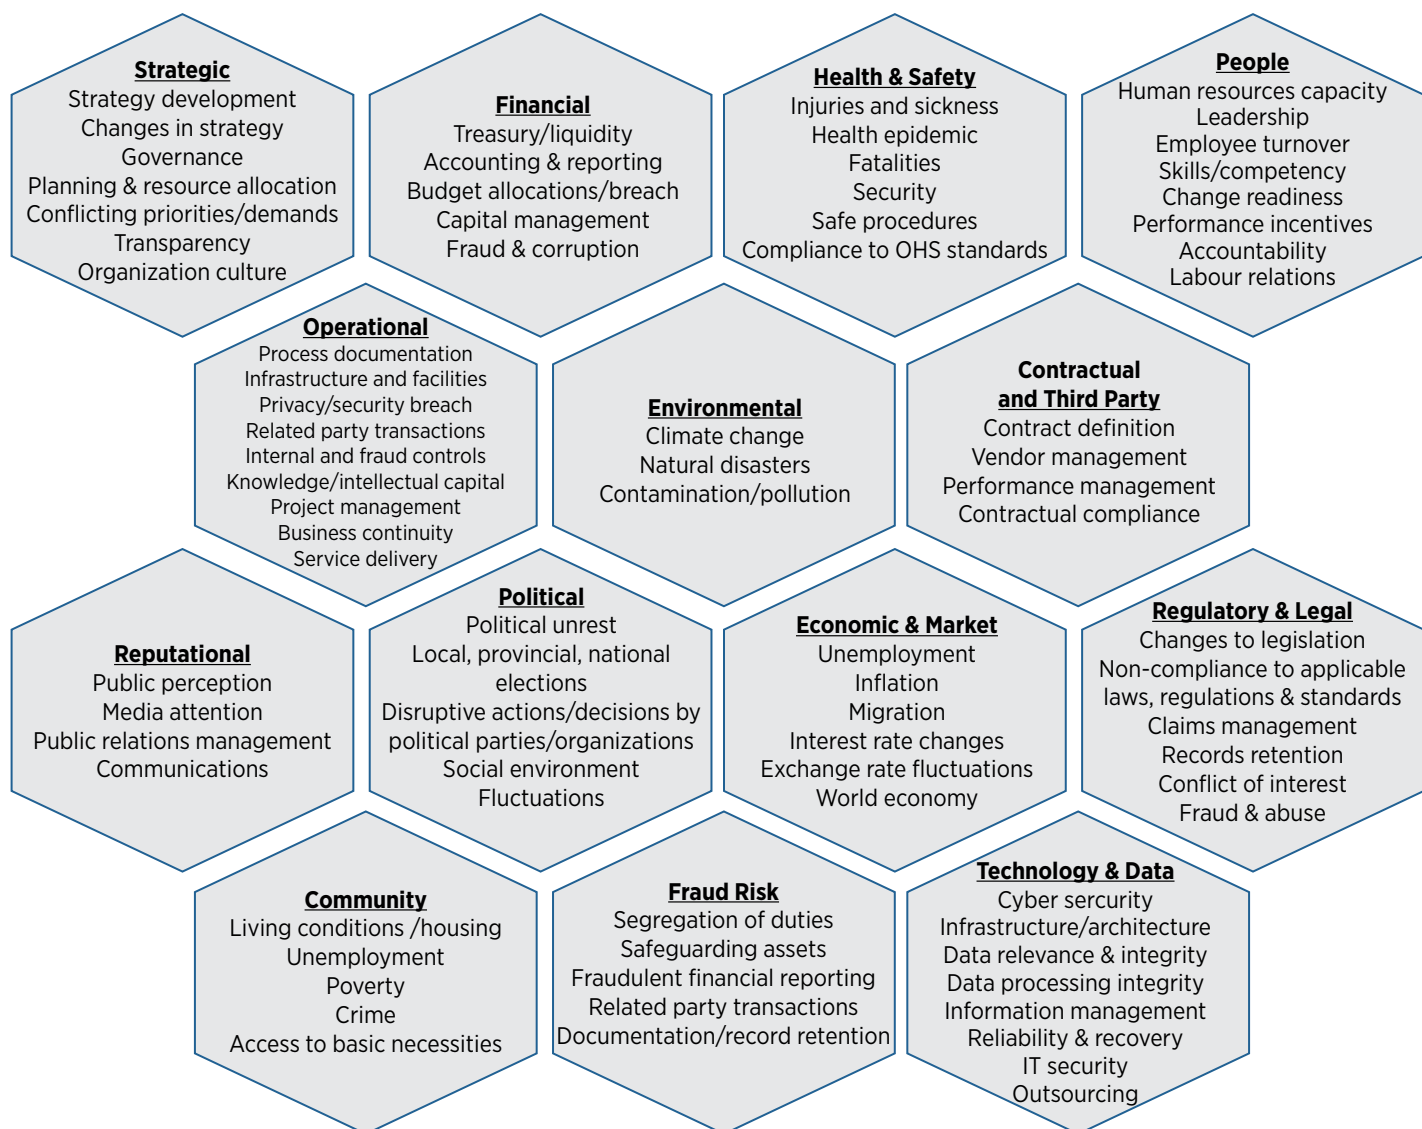 Strategic
Strategy development
Changes in strategy
Governance
Planning & resource allocation
Conflicting priorities/demands
Transparency
Organization culture
Financial
Treasury/liquidity
Accounting & reporting
Budget allocations/breach
Capital management
Fraud & corruption
Health & Safety
Injuries and sickness
Health epidemic
Fatalities
Security
Safe procedures
Compliance to OHS standards
People
Human resources capacity
Leadership
Employee turnover
Skills/competency
Change readiness
Performance incentives
Accountability
Labour relations
Operational
Process documentation
Infrastructure and facilities
Privacy/security breach
Related party transactions
Internal and fraud controls
Knowledge/intellectual capital
Project management
Business continuity
Service delivery
Environmental
Climate change
Natural disasters
Contamination/pollution
Contractual
and Third Party
Contract definition
Vendor management
Performance management
Contractual compliance
Reputational
Public perception
Media attention
Public relations management
Communications
Political
Political unrest
Local, provincial, national
elections
Disruptive actions/decisions by
political parties/organizations
Social environment
Fluctuations
Economic & Market
Unemployment
Inflation
Migration
Interest rate changes
Exchange rate fluctuations
World economy
Regulatory & Legal
Changes to legislation
Non-compliance to applicable
laws, regulations & standards
Claims management
Records retention
Conflict of interest
Fraud & abuse
Community
Living conditions /housing
Unemployment
Poverty
Crime
Access to basic necessities
Fraud Risk
Segregation of duties
Safeguarding assets
Fraudulent financial reporting
Related party transactions
Documentation/record retention
Technology & Data
Cyber sercurity
Infrastructure/architecture
Data relevance & integrity
Data processing integrity
Information management
Reliability & recovery
IT security
Outsourcing